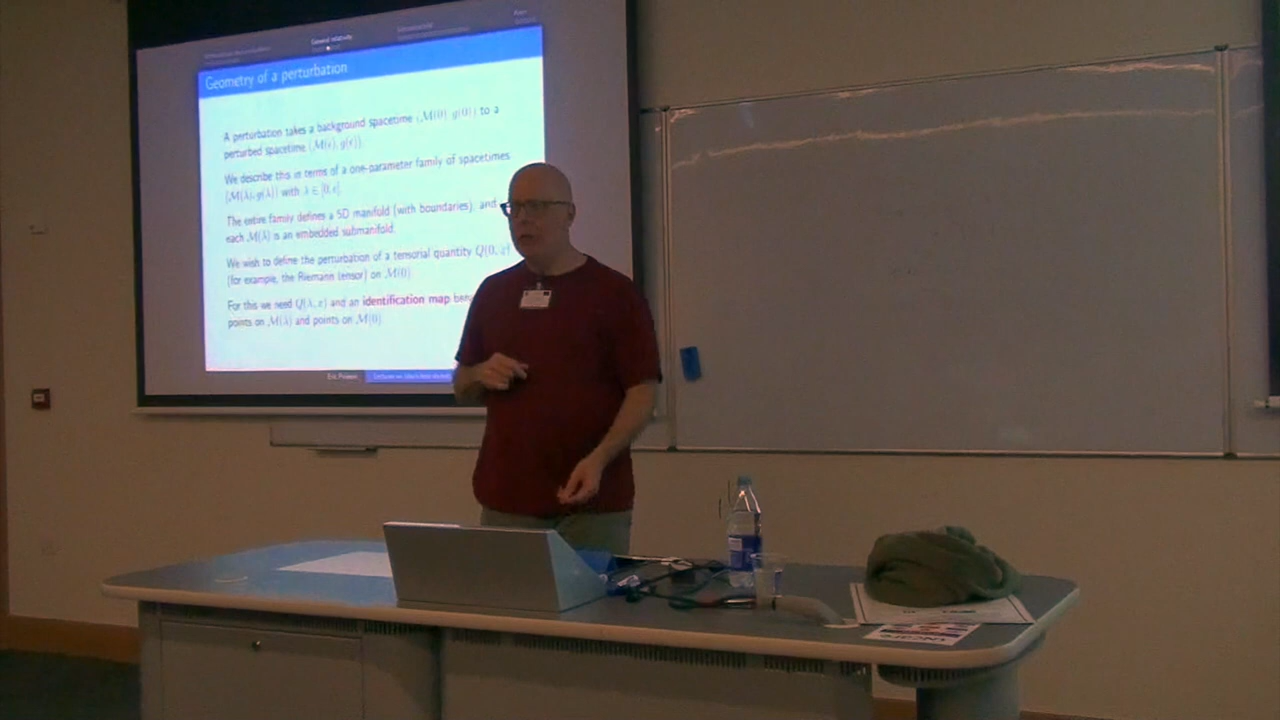 General relativity
Geometry of a perturbation
A perturbation takes a background spacetime (M(0), g(0)) to a
perturbed spacetime (M(ϵ), g(ϵ)).
We describe this in terms of a one-parameter family of spacetimes
(M(λ), g(λ)) with λ ∈ [0, ϵ].
The entire family defines a 5D manifold (with boundaries), and
each M(λ) is an embedded submanifold.
We wish to define the perturbation of a tensorial quantity Q(0,
(for example, the Riemann tensor) on M(0).
For this we need Q(λ, x) and an identification map
points on M(λ) and points on M(0)
Eric Poisson